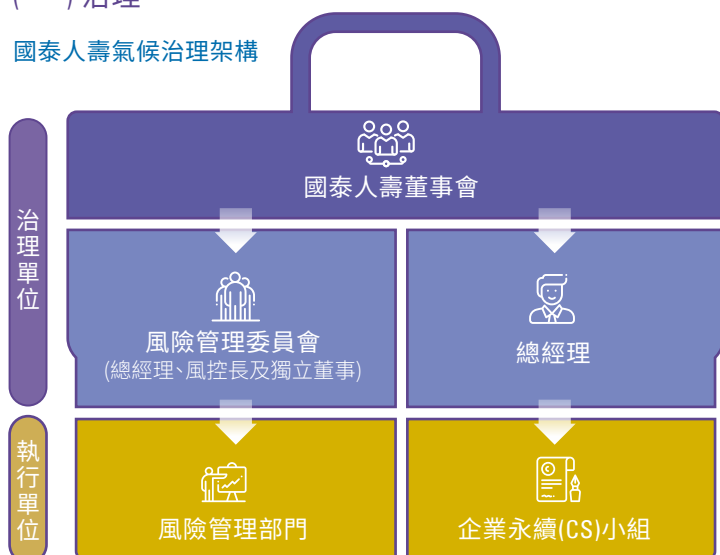 治理
國泰人壽氣候治理架構
治理單位
國泰人壽董事會
風險管理委員會
(總經理、風控長及獨立董事)
總經理
執行單位
風險管理部門
企業永續(CS)小組